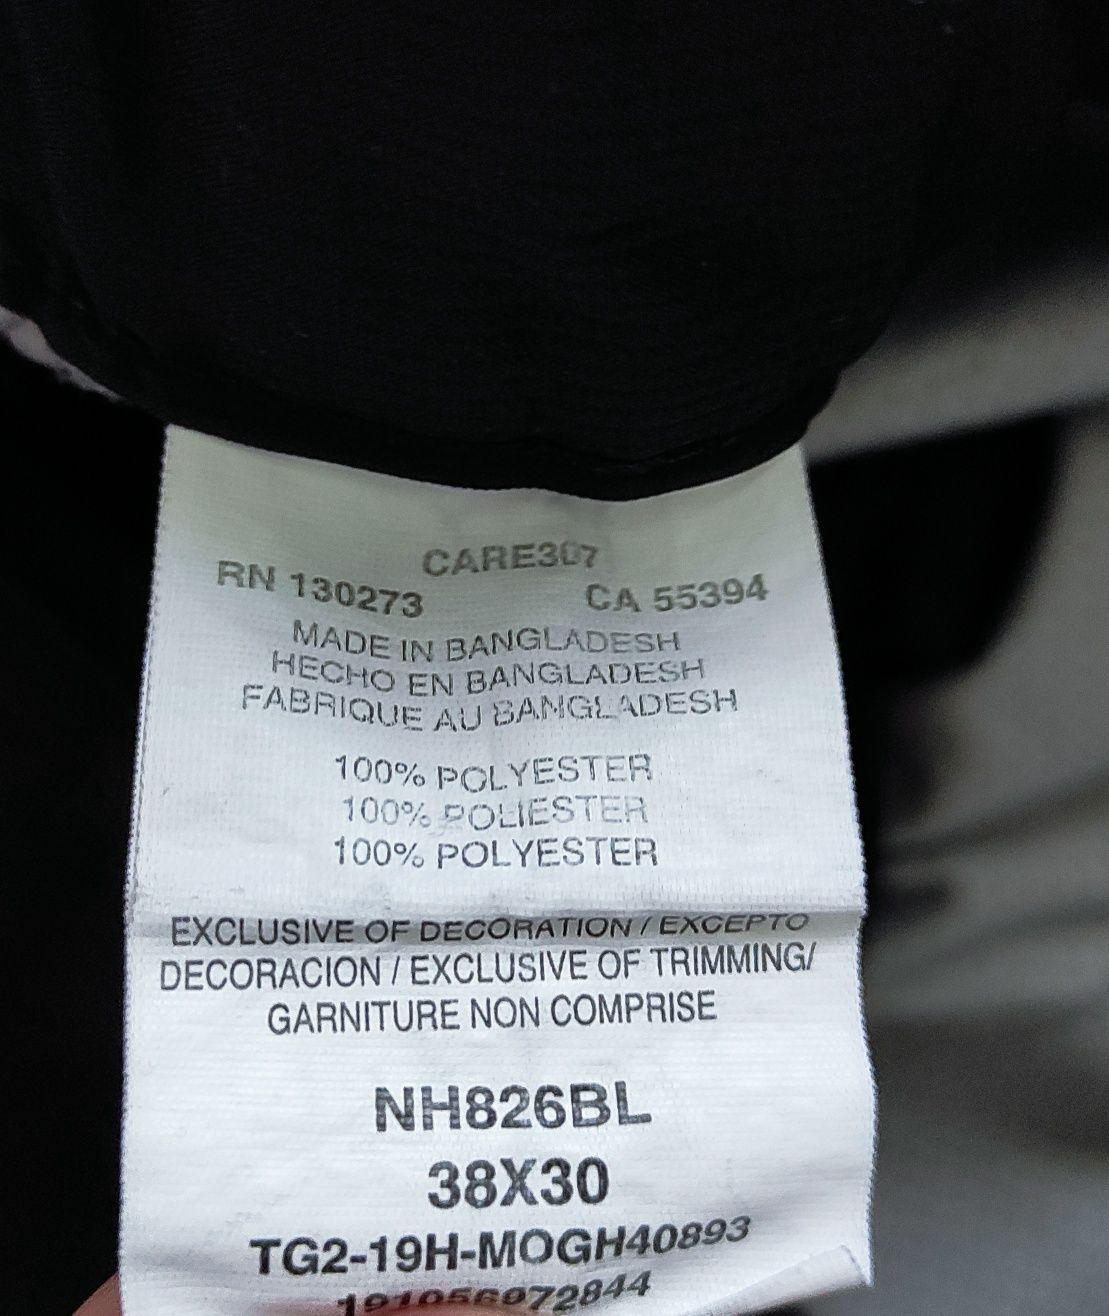 CARE307
RN 130273 CA 55394
MADE IN BANGLADESH
HECHO EN BANGLADESH
FABRIQUE AU BANGLADESH
100% POLYESTER
100% POLIESTER
100% POLYESTER
EXCLUSIVE OF DECORATION / EXCEPTO
DECORACION / EXCLUSIVE OF TRIMMING/
GARNITURE NON COMPRISE
NH826BL
38X30
TG2-19H-MOGH40893
191056972844